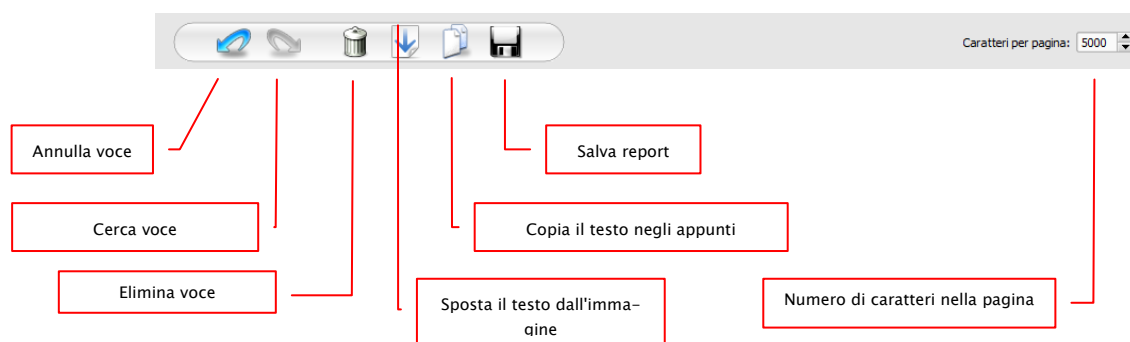 Caratteri per pagina: 5000
Annulla voce
Salva report
Cerca voce
Copia il testo negli appunti
Elimina voce
Sposta il testo dall'imma-
gine
Numero di caratteri nella pagina